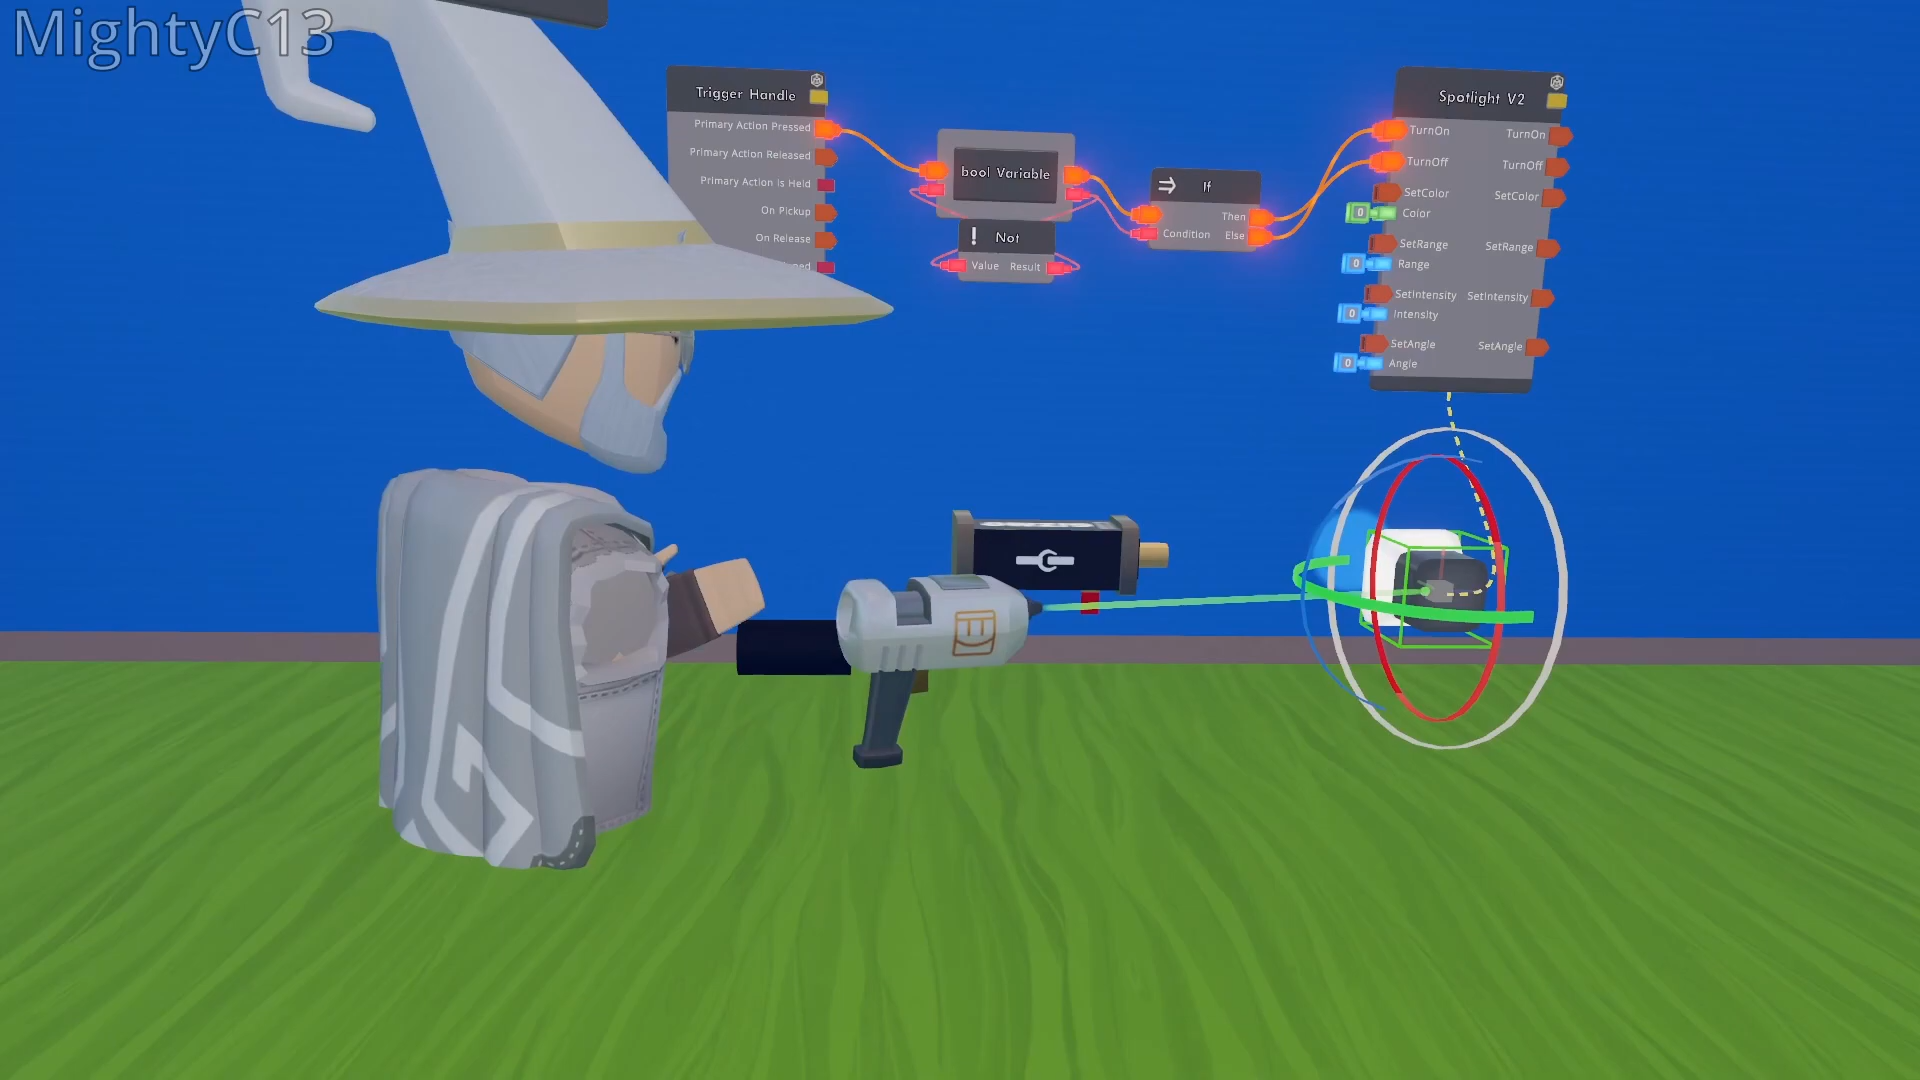 MightyC13
Trigger Handle
Primary Action Pressed
Primary Action Released
Primary Action Is Held
On Pickup
On Release
bool Variable
! Not
Value Result
If
Then
Condition Else
Spotlight V2
TurnOn TurnOn
TurnOff TurnOff
SetColor SetColor
0 Color
SetRange SetRange
0 Range
SetIntensity SetIntensity
0 Intensity
SetAngle SetAngle
0 Angle